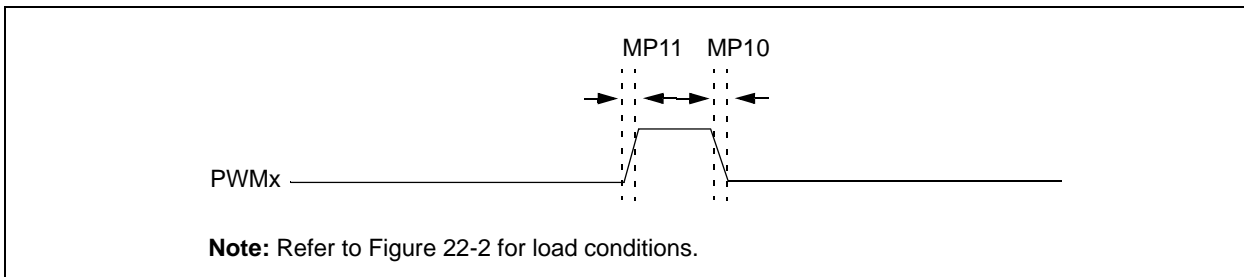 MP11 MP10
PWMx
Note: Refer to Figure 22-2 for load conditions.